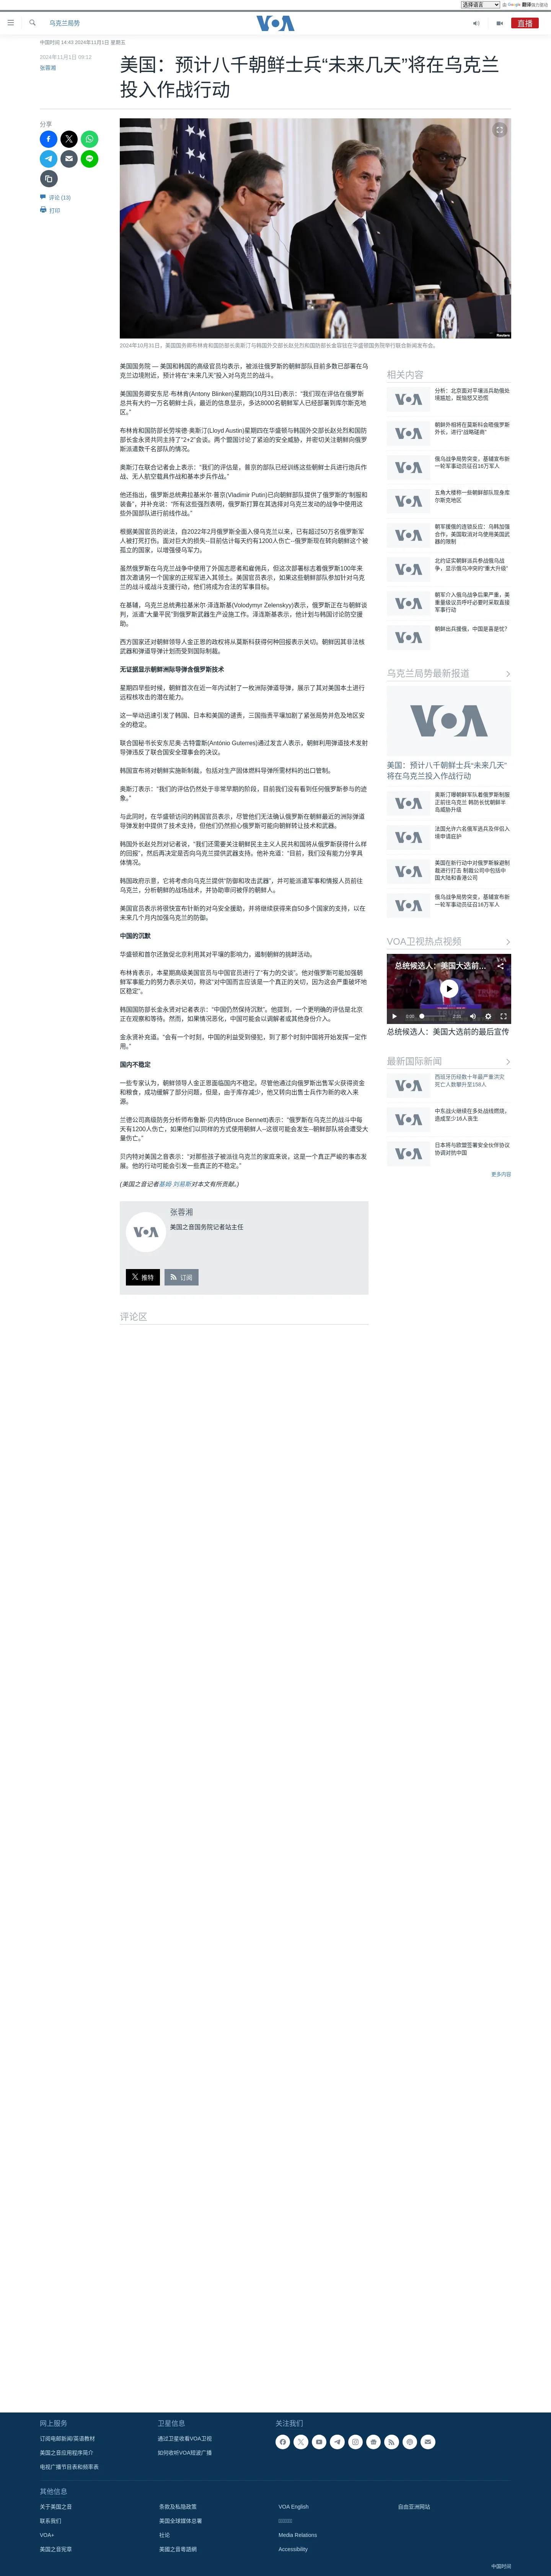 选择语言
由 Google 翻译强力驱动
乌克兰局势
VOA
直播
中国时间 14:43 2024年11月1日 星期五
2024年11月1日 09:12
张蓉湘
美国：预计八千朝鲜士兵“未来几天”将在乌克兰
投入作战行动
分享
评论 (13)
打印
Reuters
2024年10月31日，美国国务卿布林肯和国防部长奥斯汀与韩国外交部长赵兑烈和国防部长金容铉在华盛顿国务院举行联合新闻发布会。
美国国务院 — 美国和韩国的高级官员均表示，被派往俄罗斯的朝鲜部队目前多数已部署在乌
克兰边境附近，预计将在“未来几天”投入对乌克兰的战斗。
美国国务卿安东尼·布林肯(Antony Blinken)星期四(10月31日)表示：“我们现在评估在俄罗斯
总共有大约一万名朝鲜士兵，最近的信息显示，多达8000名朝鲜军人已经部署到库尔斯克地
区。”
布林肯和国防部长劳埃德·奥斯汀(Lloyd Austin)星期四在华盛顿与韩国外交部长赵兑烈和国防
部长金永贤共同主持了“2+2”会谈。两个盟国讨论了紧迫的安全威胁，并密切关注朝鲜向俄罗
斯派遣数千名部队的情况。
奥斯汀在联合记者会上表示：“我们的评估是，普京的部队已经训练这些朝鲜士兵进行炮兵作
战、无人航空载具作业和基本步兵作战。”
他还指出，俄罗斯总统弗拉基米尔·普京(Vladimir Putin)已向朝鲜部队提供了俄罗斯的“制服和
装备”，并补充说：“所有这些强烈表明，俄罗斯打算在其选择对乌克兰发动的战争中使用这
些外国部队进行前线作战。”
根据美国官员的说法，自2022年2月俄罗斯全面入侵乌克兰以来，已有超过50万名俄罗斯军
人被打死打伤。面对巨大的损失--目前估计每天约有1200人伤亡--俄罗斯现在转向朝鲜这个被
孤立的国家，以增强军力。
虽然俄罗斯在乌克兰战争中使用了外国志愿者和雇佣兵，但这次部署标志着俄罗斯100年来
首次邀请另一个国家的正规军进入其领土。美国官员表示，如果这些朝鲜部队参加针对乌克
兰的战斗或战斗支援行动，他们将成为合法的军事目标。
在基辅，乌克兰总统弗拉基米尔·泽连斯基(Volodymyr Zelenskyy)表示，俄罗斯正在与朝鲜谈
判，派遣“大量平民”到俄罗斯武器生产设施工作。泽连斯基表示，他计划与韩国讨论空防援
助。
西方国家还对朝鲜领导人金正恩的政权将从莫斯科获得何种回报表示关切。朝鲜因其非法核
武器和弹道导弹计划而受到国际制裁。
无证据显示朝鲜洲际导弹含俄罗斯技术
星期四早些时候，朝鲜首次在近一年内试射了一枚洲际弹道导弹，展示了其对美国本土进行
远程核攻击的潜在能力。
这一举动迅速引发了韩国、日本和美国的谴责，三国指责平壤加剧了紧张局势并危及地区安
全的稳定。
联合国秘书长安东尼奥·古特雷斯(António Guterres)通过发言人表示，朝鲜利用弹道技术发射
导弹违反了联合国安理会决议的内容。
韩国宣布将对朝鲜实施新制裁，包括对生产固体燃料导弹所需材料的出口管制。
奥斯汀表示：“我们的评估仍然处于非常早期的阶段，目前我们没有看到任何俄罗斯参与的迹
象。”
与此同时，在华盛顿访问的韩国官员表示，尽管他们无法确认俄罗斯在朝鲜最近的洲际弹道
导弹发射中提供了技术支持，但他们仍然担心俄罗斯可能向朝鲜转让技术和武器。
韩国外长赵兑烈对记者说，“我们还需要关注朝鲜民主主义人民共和国将从俄罗斯获得什么样
的回报”，然后再决定是否向乌克兰提供武器支持。他补充道：“目前，我们没有能力分享具
体情况。
韩国政府示意，它将考虑向乌克兰提供“防御和攻击武器”，并可能派遣军事和情报人员前往
乌克兰，分析朝鲜的战场战术，并协助审问被俘的朝鲜人。
美国官员表示将很快宣布针新的对乌安全援助，并将继续获得来自50多个国家的支持，以在
未来几个月内加强乌克兰的防御。
中国的沉默
华盛顿和首尔还敦促北京利用其对平壤的影响力，遏制朝鲜的挑衅活动。
布林肯表示，本星期高级美国官员与中国官员进行了“有力的交谈”。他对俄罗斯可能加强朝
鲜军事能力的努力表示关切，称这“对中国而言应该是一个真正的关切，因为这会严重破坏地
区稳定”。
韩国国防部长金永贤对记者表示：“中国仍然保持沉默”。他提到，一个更明确的评估是北京
正在观察和等待。然而，如果情况恶化，中国可能会以调解者或其他身份介入。
金永贤补充道。“会有一个时刻，中国的利益受到侵犯，到了那个时刻中国将开始发挥一定作
用。”
国内不稳定
一些专家认为，朝鲜领导人金正恩面临国内不稳定。尽管他通过向俄罗斯出售军火获得资金
和粮食，成功缓解了部分问题，但是，由于库存减少，他又转向出售士兵作为新的收入来
源。
兰德公司高级防务分析师布鲁斯·贝内特(Bruce Bennett)表示：“俄罗斯在乌克兰的战斗中每
天有1200人伤亡，如果他们以同样的方式使用朝鲜人--这很可能会发生--朝鲜部队将会遭受大
量伤亡。”
贝内特对美国之音表示：“对那些孩子被派往乌克兰的家庭来说，这是一个真正严峻的事态发
展。他的行动可能会引发一些真正的不稳定。”
(美国之音记者基姆·刘易斯对本文有所贡献。)
张蓉湘
美国之音国务院记者站主任
推特
订阅
评论区
相关内容
分析：北京面对平壤派兵助俄处
境尴尬，既恼怒又恐慌
朝鲜外相将在莫斯科会晤俄罗斯
外长，进行“战略磋商”
俄乌战争局势突变，基辅宣布新
一轮军事动员征召16万军人
五角大楼称一些朝鲜部队现身库
尔斯克地区
朝军援俄的连锁反应：乌韩加强
合作，美国取消对乌使用美国武
器的限制
北约证实朝鲜派兵参战俄乌战
争，显示俄乌冲突的“重大升级”
朝军介入俄乌战争后果严重，美
重量级议员呼吁必要时采取直接
军事行动
朝鲜出兵援俄，中国是喜是忧?
乌克兰局势最新报道
美国：预计八千朝鲜士兵“未来几天”
将在乌克兰投入作战行动
奥斯汀曝朝鲜军队着俄罗斯制服
正前往乌克兰 韩防长忧朝鲜半
岛威胁升级
法国允许六名俄军逃兵及伴侣入
境申请庇护
美国在新行动中对俄罗斯躲避制
裁进行打击 制裁公司中包括中
国大陆和香港公司
俄乌战争局势突变，基辅宣布新
一轮军事动员征召16万军人
VOA卫视热点视频
总统候选人：美国大选前...
0:00
2:21
总统候选人：美国大选前的最后宣传
最新国际新闻
西班牙历经数十年最严重洪灾
死亡人数攀升至158人
中东战火继续在多处战线燃烧，
造成至少16人丧生
日本将与欧盟签署安全伙伴协议
协调对抗中国
更多内容
网上服务
订阅电邮新闻/英语教材
美国之音应用程序简介
电视广播节目表和频率表
卫星信息
通过卫星收看VOA卫视
如何收听VOA短波广播
关注我们
其他信息
关于美国之音
联系我们
VOA+
美国之音宪章
条款及私隐政策
美国全球媒体总署
社论
美國之音粵語網
VOA English
Media Relations
Accessibility
自由亚洲网站
中国时间